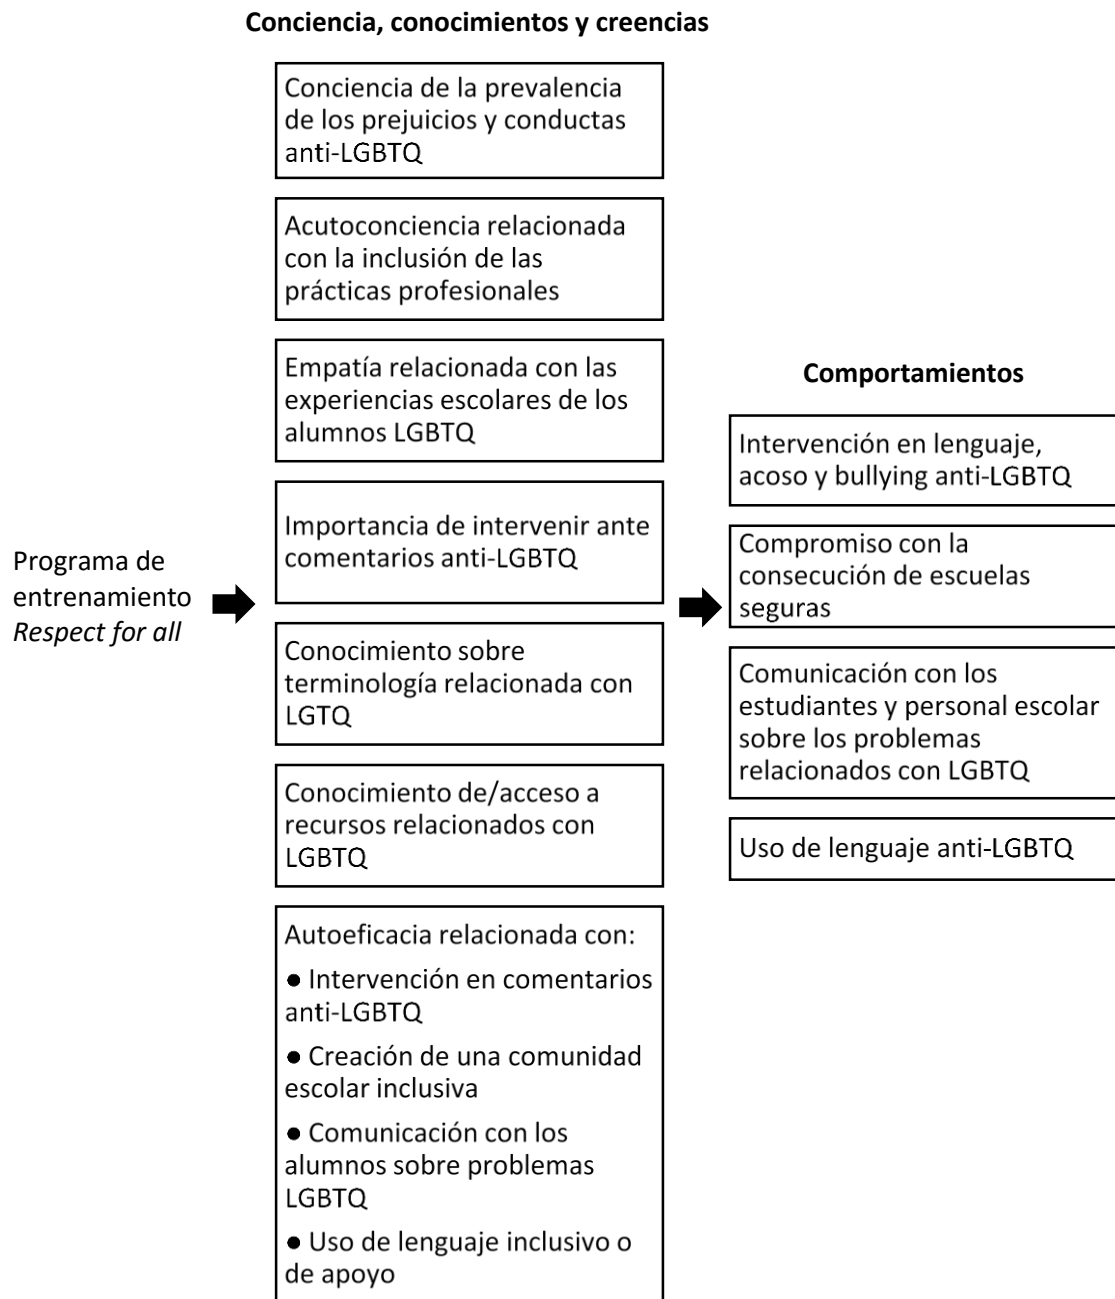 Conciencia, conocimientos y creencias
Conciencia de la prevalencia
de los prejuicios y conductas
anti-LGBTQ
Acutoconciencia relacionada
con la inclusión de las
prácticas profesionales
Empatía relacionada con las
experiencias escolares de los
alumnos LGBTQ
Importancia de intervenir ante
comentarios anti-LGBTQ
Conocimiento sobre
terminología relacionada con
LGTQ
Conocimiento de/acceso a
recursos relacionados con
LGBTQ
Autoeficacia relacionada con:
● Intervención en comentarios
anti-LGBTQ
● Creación de una comunidad
escolar inclusiva
● Comunicación con los
alumnos sobre problemas
LGBTQ
● Uso de lenguaje inclusivo o
de apoyo
Programa de
entrenamiento
Respect for all
Comportamientos
Intervención en lenguaje,
acoso y bullying anti-LGBTQ
Compromiso con la
consecución de escuelas
seguras
Comunicación con los
estudiantes y personal escolar
sobre los problemas
relacionados con LGBTQ
Uso de lenguaje anti-LGBTQ